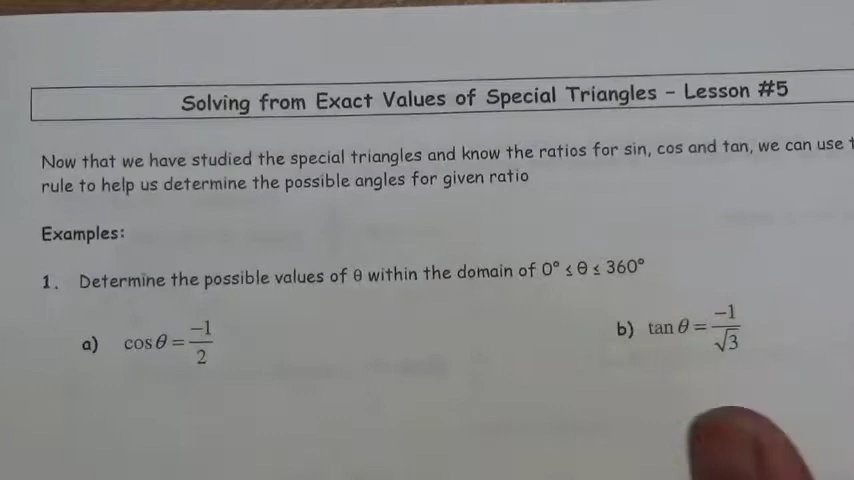 Solving from Exact Values of Special Triangles – Lesson #5
Now that we have studied the special triangles and know the ratios for sin, cos and tan, we can use
rule to help us determine the possible angles for given ratio
Examples:
1. Determine the possible values of θ within the domain of 0° ≤ θ ≤ 360°
a) cos θ = -1/2
b) tan θ = -1/√3